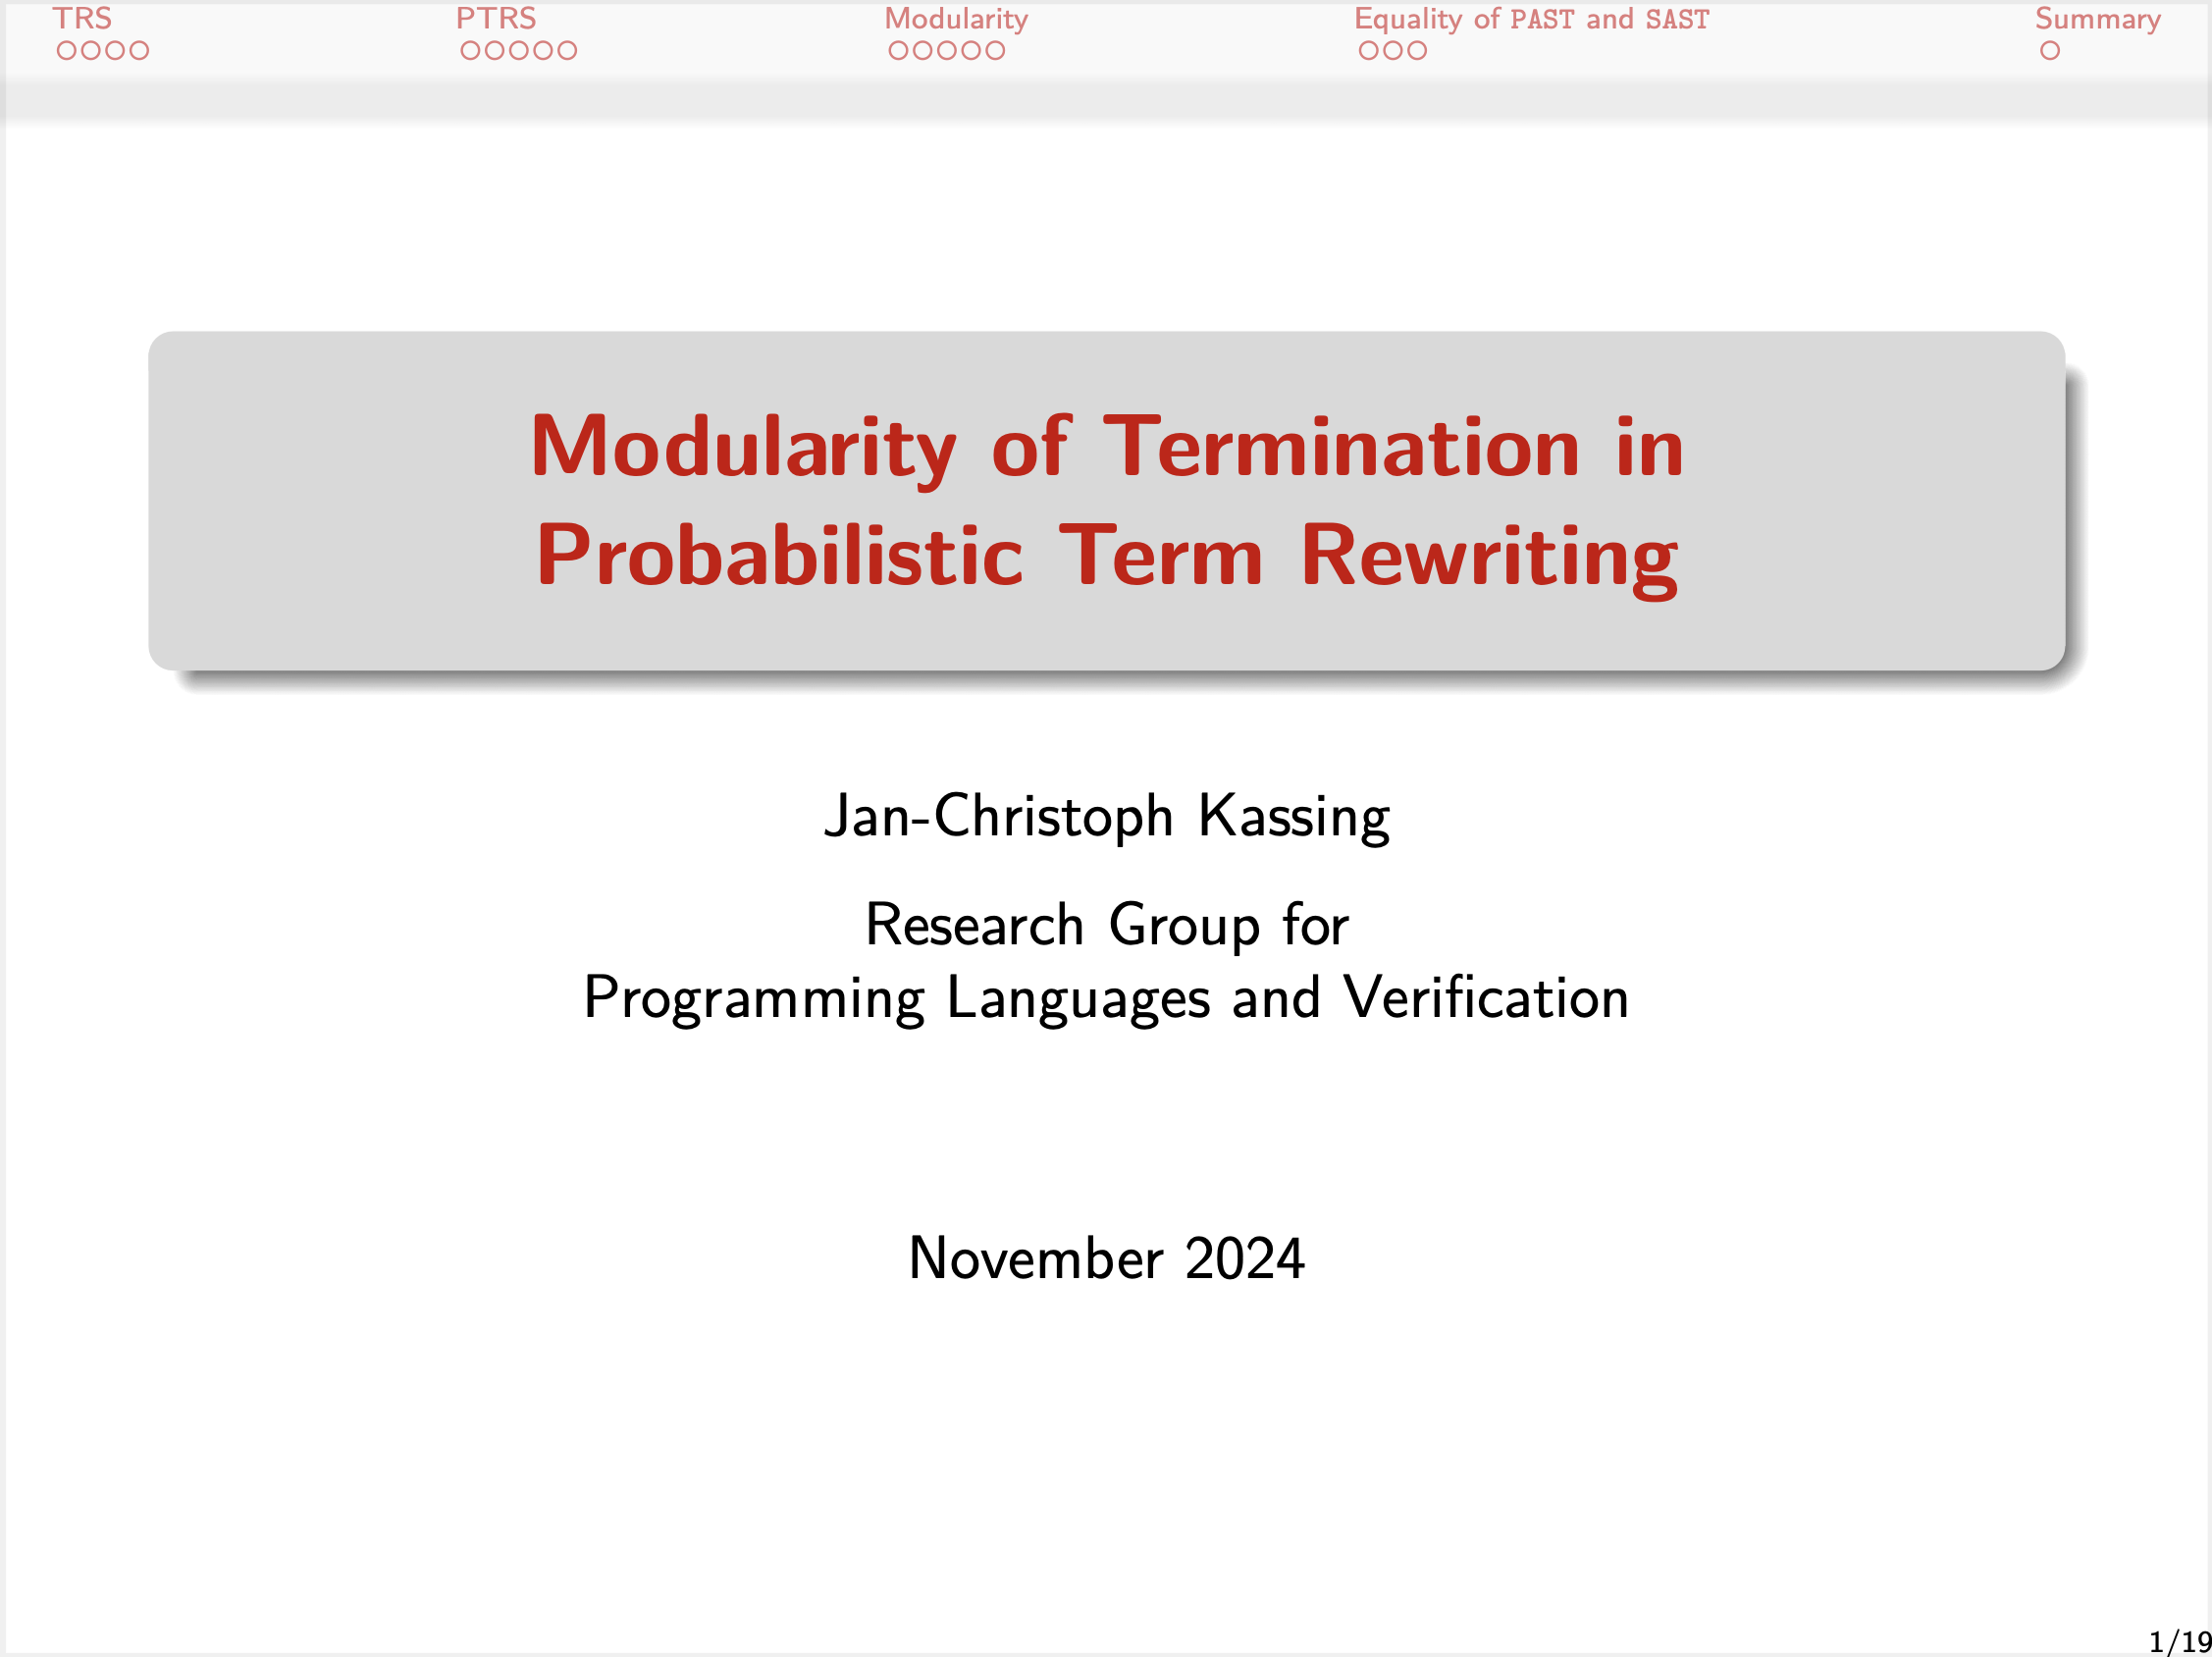 TRS PTRS Modularity Equality of PAST and SAST Summary
Modularity of Termination in
Probabilistic Term Rewriting
Jan-Christoph Kassing
Research Group for
Programming Languages and Verification
November 2024
1/19